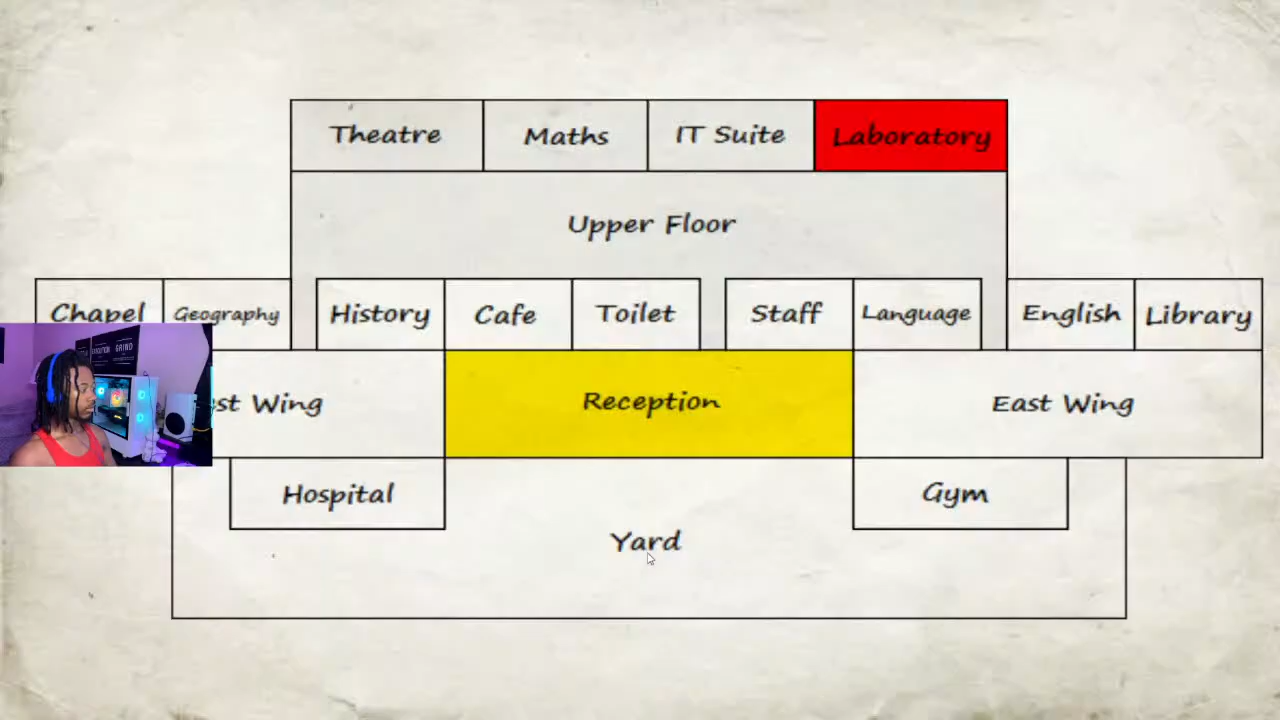 Theatre Maths IT Suite Laboratory
Upper Floor
Chapel Geography History Cafe Toilet Staff Language English Library
st Wing Reception East Wing
Hospital Gym
Yard